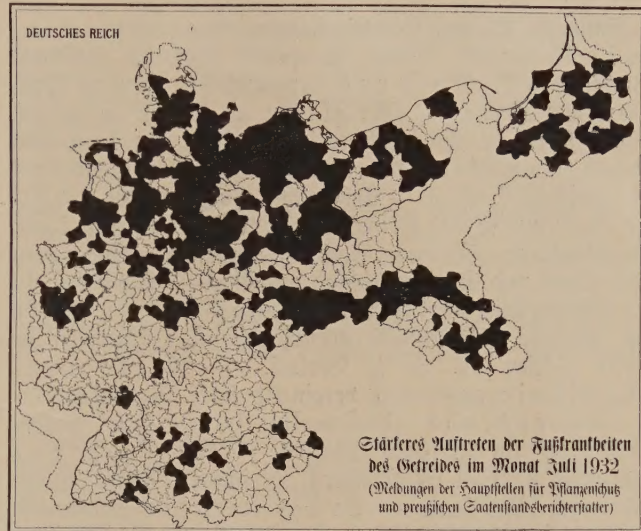 DEUTSCHES REICH
Stärkeres Auftreten der Fußkrankheiten
des Getreides im Monat Juli 1932
(Meldungen der Hauptstellen für Pflanzenschutz
und preußischen Saatenstandsberichterstatter)